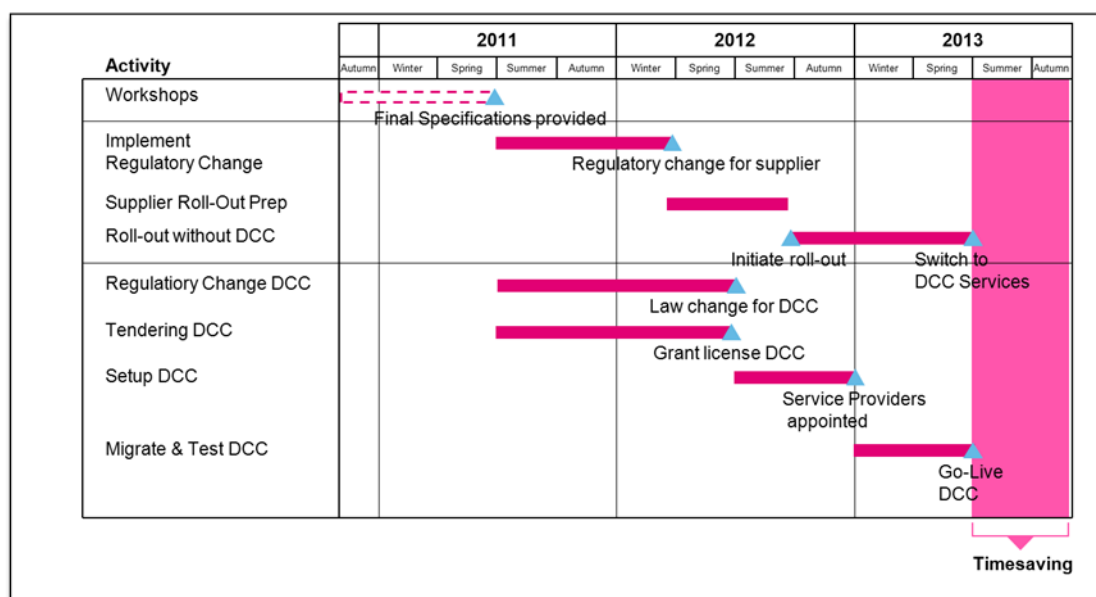 2011 2012 2013
Activity
Autumn Winter Spring Summer Autumn Winter Spring Summer Autumn Winter Spring Summer Autumn
Workshops
Final Specifications provided
Implement
Regulatory Change
Regulatory change for supplier
Supplier Roll-Out Prep
Roll-out without DCC
Initiate roll-out
Switch to
DCC Services
Regulatiory Change DCC
Law change for DCC
Tendering DCC
Grant license DCC
Setup DCC
Service Providers
appointed
Migrate & Test DCC
Go-Live
DCC
Timesaving